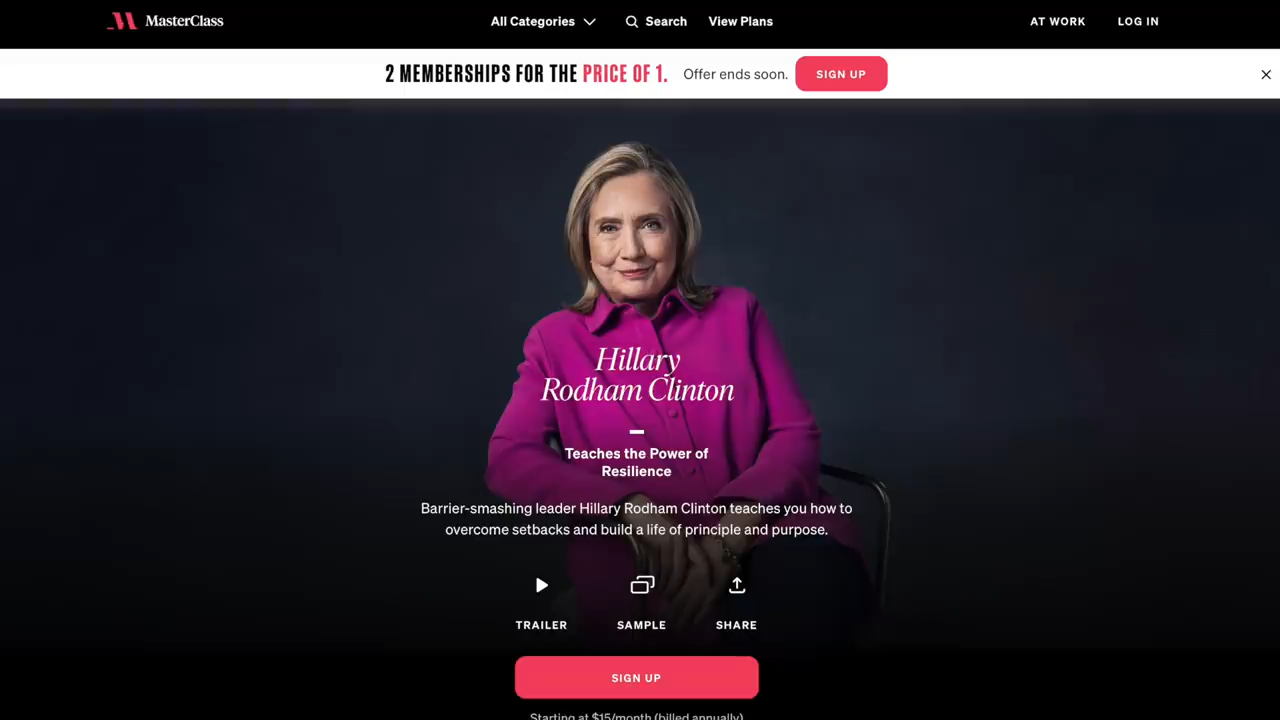 MasterClass
All Categories
Search
View Plans
AT WORK
LOG IN
2 MEMBERSHIPS FOR THE PRICE OF 1.
Offer ends soon.
SIGN UP
Hillary
Rodham Clinton
Teaches the Power of
Resilience
Barrier-smashing leader Hillary Rodham Clinton teaches you how to
overcome setbacks and build a life of principle and purpose.
TRAILER
SAMPLE
SHARE
SIGN UP
Starting at $15/month (billed annually)